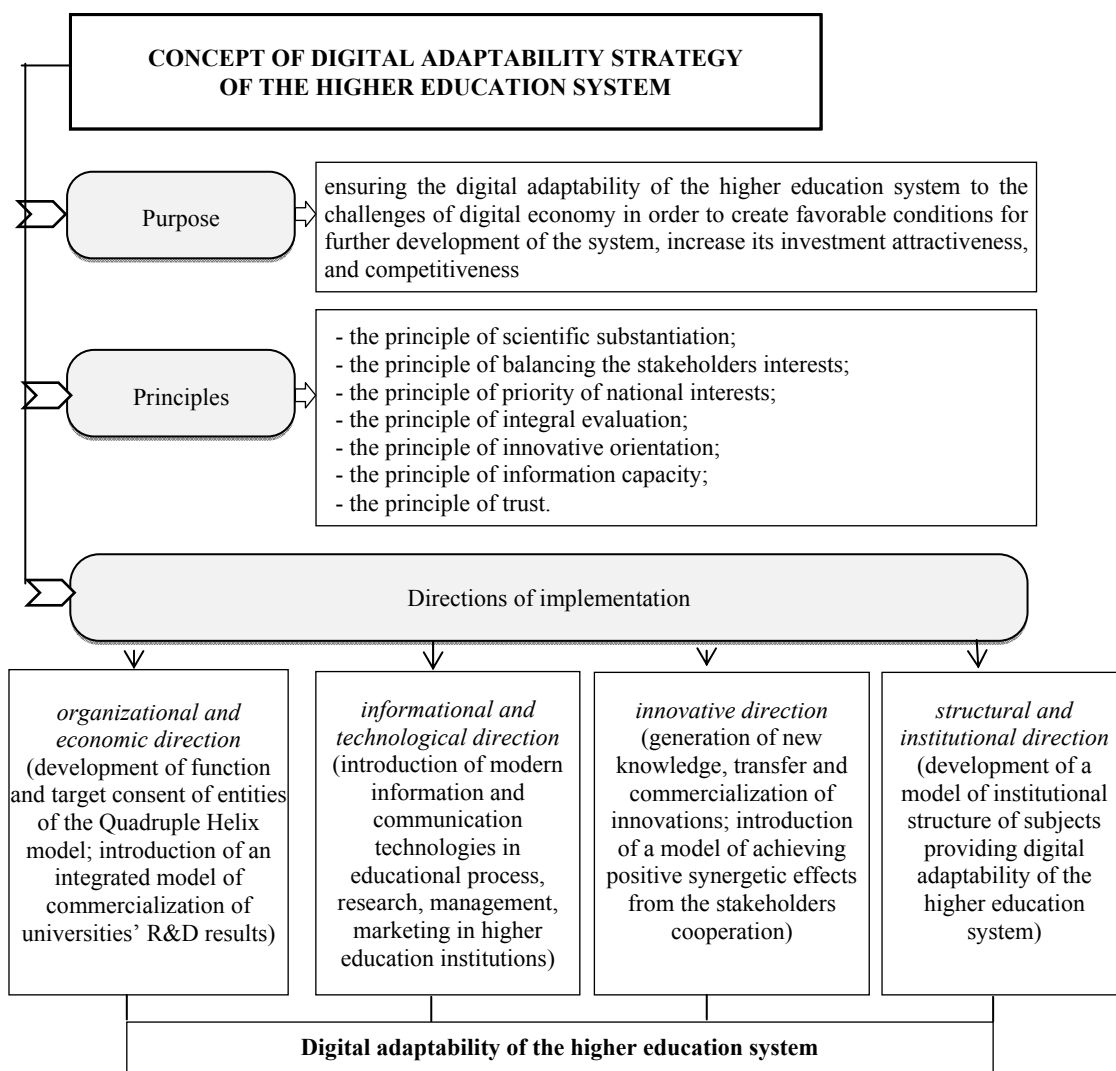 CONCEPT OF DIGITAL ADAPTABILITY STRATEGY
OF THE HIGHER EDUCATION SYSTEM
Purpose
ensuring the digital adaptability of the higher education system to the
challenges of digital economy in order to create favorable conditions for
further development of the system, increase its investment attractiveness,
and competitiveness
Principles
- the principle of scientific substantiation;
- the principle of balancing the stakeholders interests;
- the principle of priority of national interests;
- the principle of integral evaluation;
- the principle of innovative orientation;
- the principle of information capacity;
- the principle of trust.
Directions of implementation
organizational and
economic direction
(development of function
and target consent of entities
of the Quadruple Helix
model; introduction of an
integrated model of
commercialization of
universities’ R&D results)
informational and
technological direction
(introduction of modern
information and
communication
technologies in
educational process,
research, management,
marketing in higher
education institutions)
innovative direction
(generation of new
knowledge, transfer and
commercialization of
innovations; introduction
of a model of achieving
positive synergetic effects
from the stakeholders
cooperation)
structural and
institutional direction
(development of a
model of institutional
structure of subjects
providing digital
adaptability of the
higher education
system)
Digital adaptability of the higher education system